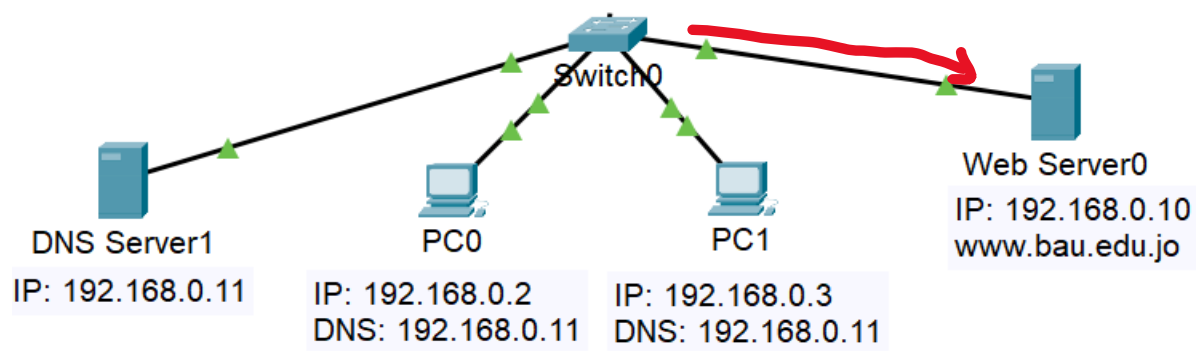 Switch0
DNS Server1
IP: 192.168.0.11
PC0
IP: 192.168.0.2
DNS: 192.168.0.11
PC1
IP: 192.168.0.3
DNS: 192.168.0.11
Web Server0
IP: 192.168.0.10
www.bau.edu.jo